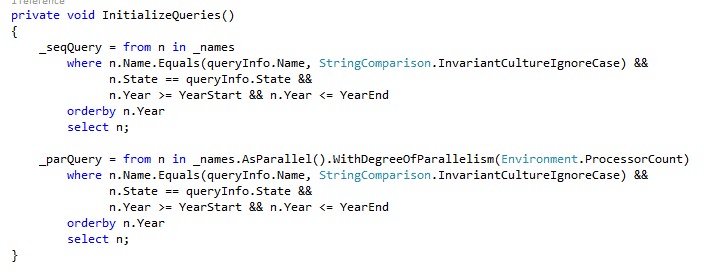 1 reference
private void InitializeQueries()
{
    _seqQuery = from n in _names
        where n.Name.Equals(queryInfo.Name, StringComparison.InvariantCultureIgnoreCase) &&
              n.State == queryInfo.State &&
              n.Year >= YearStart && n.Year <= YearEnd
        orderby n.Year
        select n;

    _parQuery = from n in _names.AsParallel().WithDegreeOfParallelism(Environment.ProcessorCount)
        where n.Name.Equals(queryInfo.Name, StringComparison.InvariantCultureIgnoreCase) &&
              n.State == queryInfo.State &&
              n.Year >= YearStart && n.Year <= YearEnd
        orderby n.Year
        select n;
}